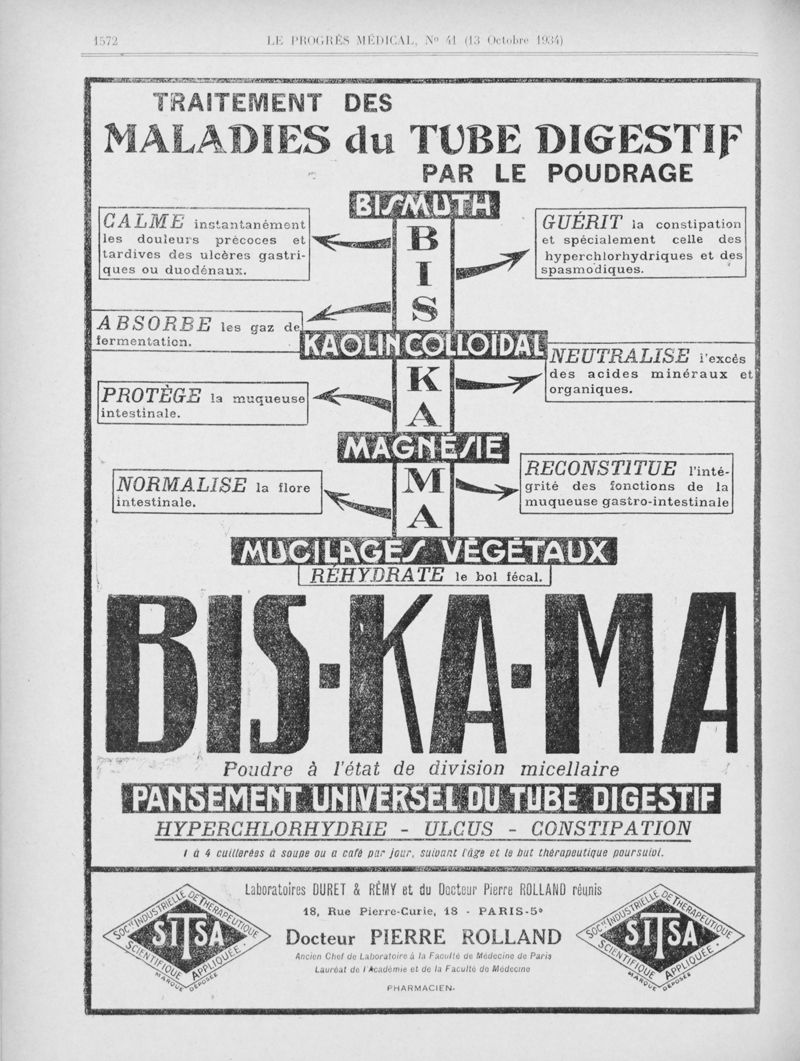 1572
LE PROGRÈS MÉDICAL, Nº 41 (13 Octobre 1934)
TRAITEMENT DES
MALADIES du TUBE DIGESTIF
PAR LE POUDRAGE
BISMUTH
CALME instantanément
les douleurs précoces et
tardives des ulcères gastri-
ques ou duodénaux.
GUÉRIT la constipation
et spécialement celle des
hyperchlorhydriques et des
spasmodiques.
B
I
S
ABSORBE les gaz de
fermentation.
KAOLIN COLLOÏDAL
NEUTRALISE l'excès
des acides minéraux et
organiques.
K
A
PROTÈGE la muqueuse
intestinale.
MAGNÉSIE
NORMALISE la flore
intestinale.
RECONSTITUE l'inté-
grité des fonctions de la
muqueuse gastro-intestinale
M
A
MUCILAGES VÉGÉTAUX
RÉHYDRATE le bol fécal.
BIS·KA·MA
Poudre à l'état de division micellaire
PANSEMENT UNIVERSEL DU TUBE DIGESTIF
HYPERCHLORHYDRIE - ULCUS - CONSTIPATION
1 à 4 cuillerées à soupe ou a café par jour, suivant l'âge et le but thérapeutique poursuivi.
Laboratoires DURET & RÉMY et du Docteur Pierre ROLLAND réunis
18, Rue Pierre-Curie, 18 - PARIS-5e
Docteur PIERRE ROLLAND
Ancien Chef de Laboratoire à la Faculté de Médecine de Paris
Lauréat de l'Académie et de la Faculté de Médecine
PHARMACIEN
SOCté INDUSTRIELLE DE THÉRAPEUTIQUE
SITSA
SCIENTIFIQUE APPLIQUÉE
MARQUE DÉPOSÉE
SOCté INDUSTRIELLE DE THÉRAPEUTIQUE
SITSA
SCIENTIFIQUE APPLIQUÉE
MARQUE DÉPOSÉE